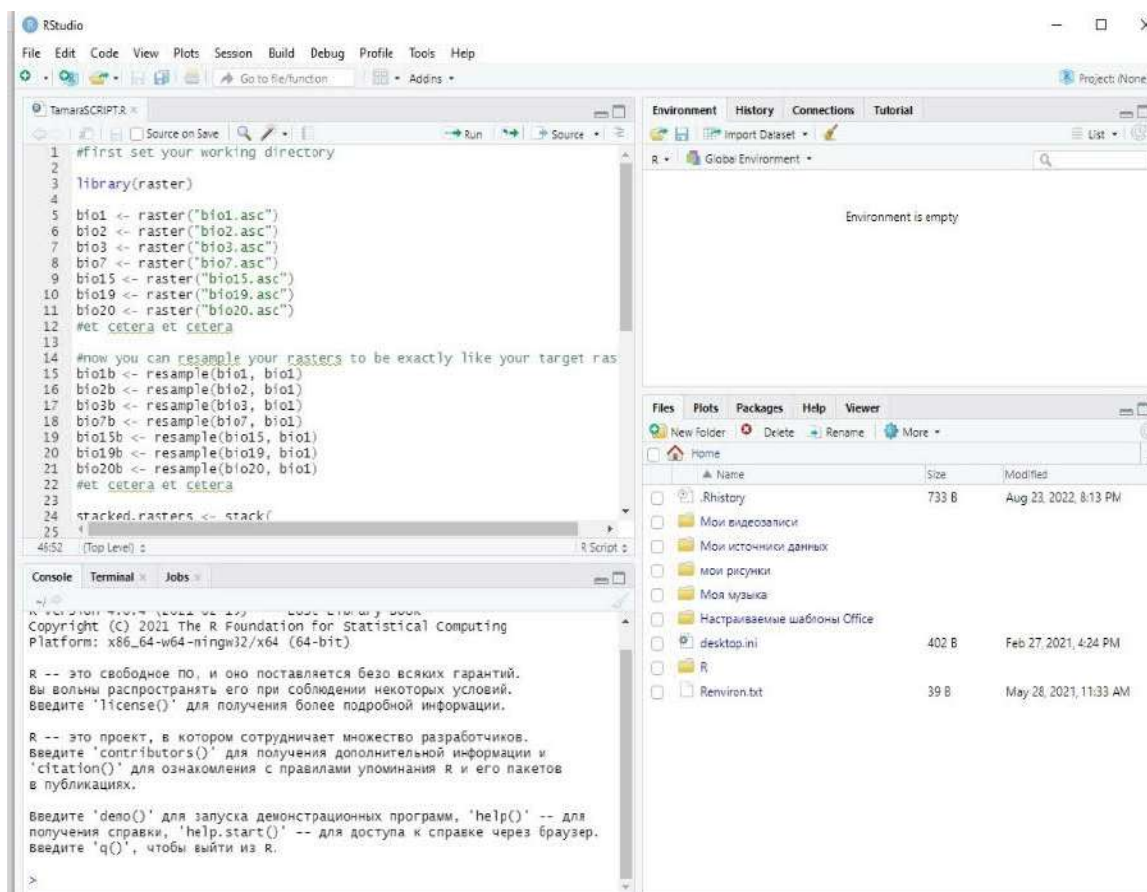 RStudio
File Edit Code View Plots Session Build Debug Profile Tools Help
Go to file/function Addins Project: (None
TamaraSCRIPT.R
Source on Save Run Source
1 #first set your working directory
2
3 library(raster)
4
5 bio1 <- raster("bio1.asc")
6 bio2 <- raster("bio2.asc")
7 bio3 <- raster("bio3.asc")
8 bio7 <- raster("bio7.asc")
9 bio15 <- raster("bio15.asc")
10 bio19 <- raster("bio19.asc")
11 bio20 <- raster("bio20.asc")
12 #et cetera et cetera
13
14 #now you can resample your rasters to be exactly like your target ras
15 bio1b <- resample(bio1, bio1)
16 bio2b <- resample(bio2, bio1)
17 bio3b <- resample(bio3, bio1)
18 bio7b <- resample(bio7, bio1)
19 bio15b <- resample(bio15, bio1)
20 bio19b <- resample(bio19, bio1)
21 bio20b <- resample(bio20, bio1)
22 #et cetera et cetera
23
24 stacked.rasters <- stack(
25
46:52 (Top Level) R Script
Console Terminal Jobs
Copyright (C) 2021 The R Foundation for Statistical Computing
Platform: x86_64-w64-mingw32/x64 (64-bit)
R -- это свободное ПО, и оно поставляется безо всяких гарантий.
Вы вольны распространять его при соблюдении некоторых условий.
Введите 'license()' для получения более подробной информации.
R -- это проект, в котором сотрудничает множество разработчиков.
Введите 'contributors()' для получения дополнительной информации и
'citation()' для ознакомления с правилами упоминания R и его пакетов
в публикациях.
Введите 'demo()' для запуска демонстрационных программ, 'help()' -- для
получения справки, 'help.start()' -- для доступа к справке через браузер.
Введите 'q()', чтобы выйти из R.
>
Environment History Connections Tutorial
Import Dataset List
R Global Environment
Environment is empty
Files Plots Packages Help Viewer
New Folder Delete Rename More
Home
Name Size Modified
.Rhistory 733 B Aug 23, 2022, 8:13 PM
Мои видеозаписи
Мои источники данных
мои рисунки
Моя музыка
Настраиваемые шаблоны Office
desktop.ini 402 B Feb 27, 2021, 4:24 PM
R
Renviron.txt 39 B May 28, 2021, 11:33 AM